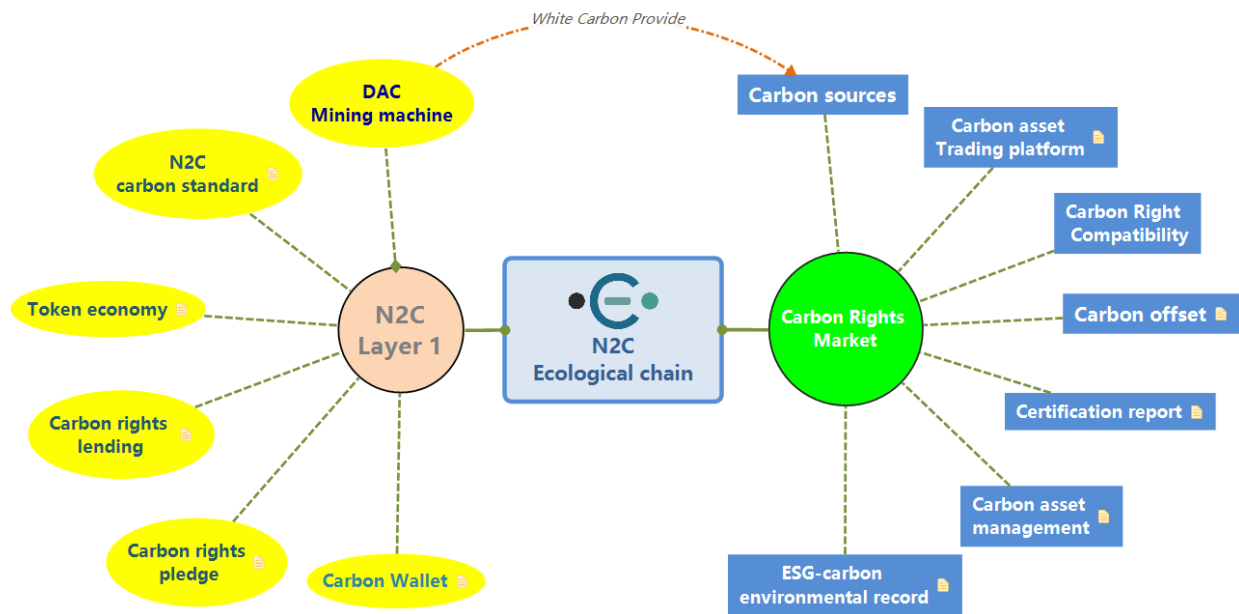 White Carbon Provide
DAC
Mining machine
N2C
carbon standard
Token economy
Carbon rights
lending
Carbon rights
pledge
Carbon Wallet
N2C
Layer 1
N2C
Ecological chain
Carbon Rights
Market
Carbon sources
Carbon asset
Trading platform
Carbon Right
Compatibility
Carbon offset
Certification report
Carbon asset
management
ESG-carbon
environmental record